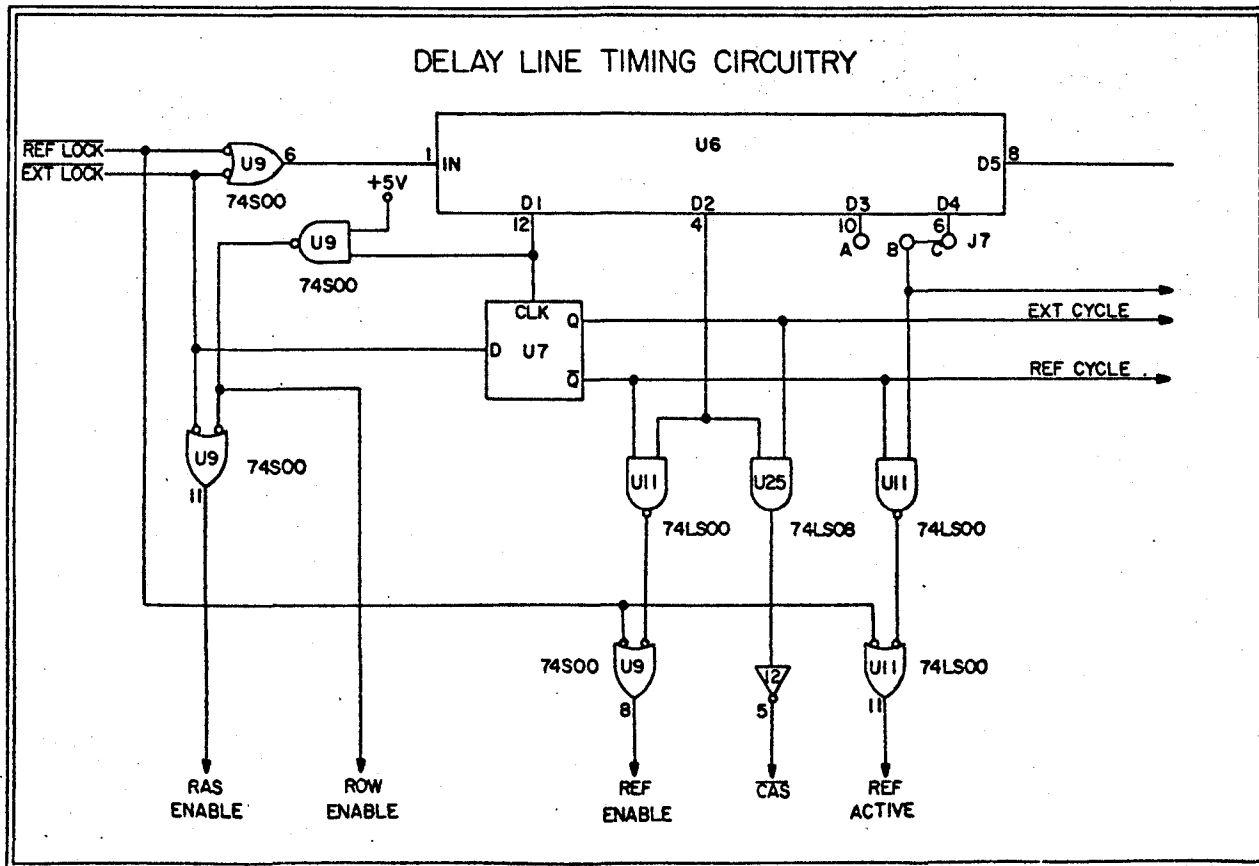 DELAY LINE TIMING CIRCUITRY
REF LOCK
EXT LOCK
U9
6
74S00
1
IN
U6
D5
8
D1
12
D2
4
D3
10
D4
6
A
B
C
J7
+5V
U9
74S00
CLK
D
U7
Q
Q
EXT CYCLE
REF CYCLE
U9
74S00
11
U11
74LS00
U25
74LS08
U11
74LS00
74S00
U9
8
12
5
U11
74LS00
11
RAS
ENABLE
ROW
ENABLE
REF
ENABLE
CAS
REF
ACTIVE